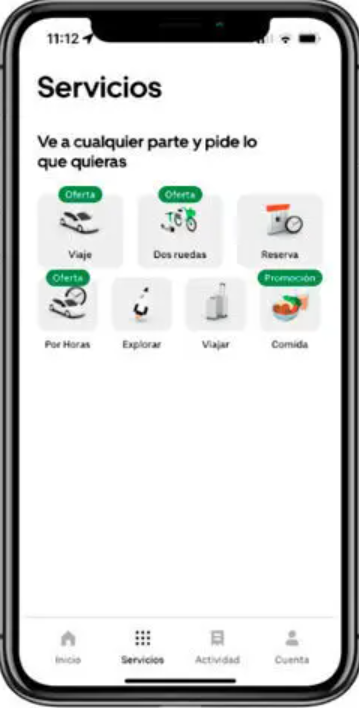 11:12
Servicios
Ve a cualquier parte y pide lo
que quieras
Oferta
Oferta
Viaje
Dos ruedas
Reserva
Oferta
Promoción
Por Horas
Explorar
Viajar
Comida
Inicio
Servicios
Actividad
Cuenta